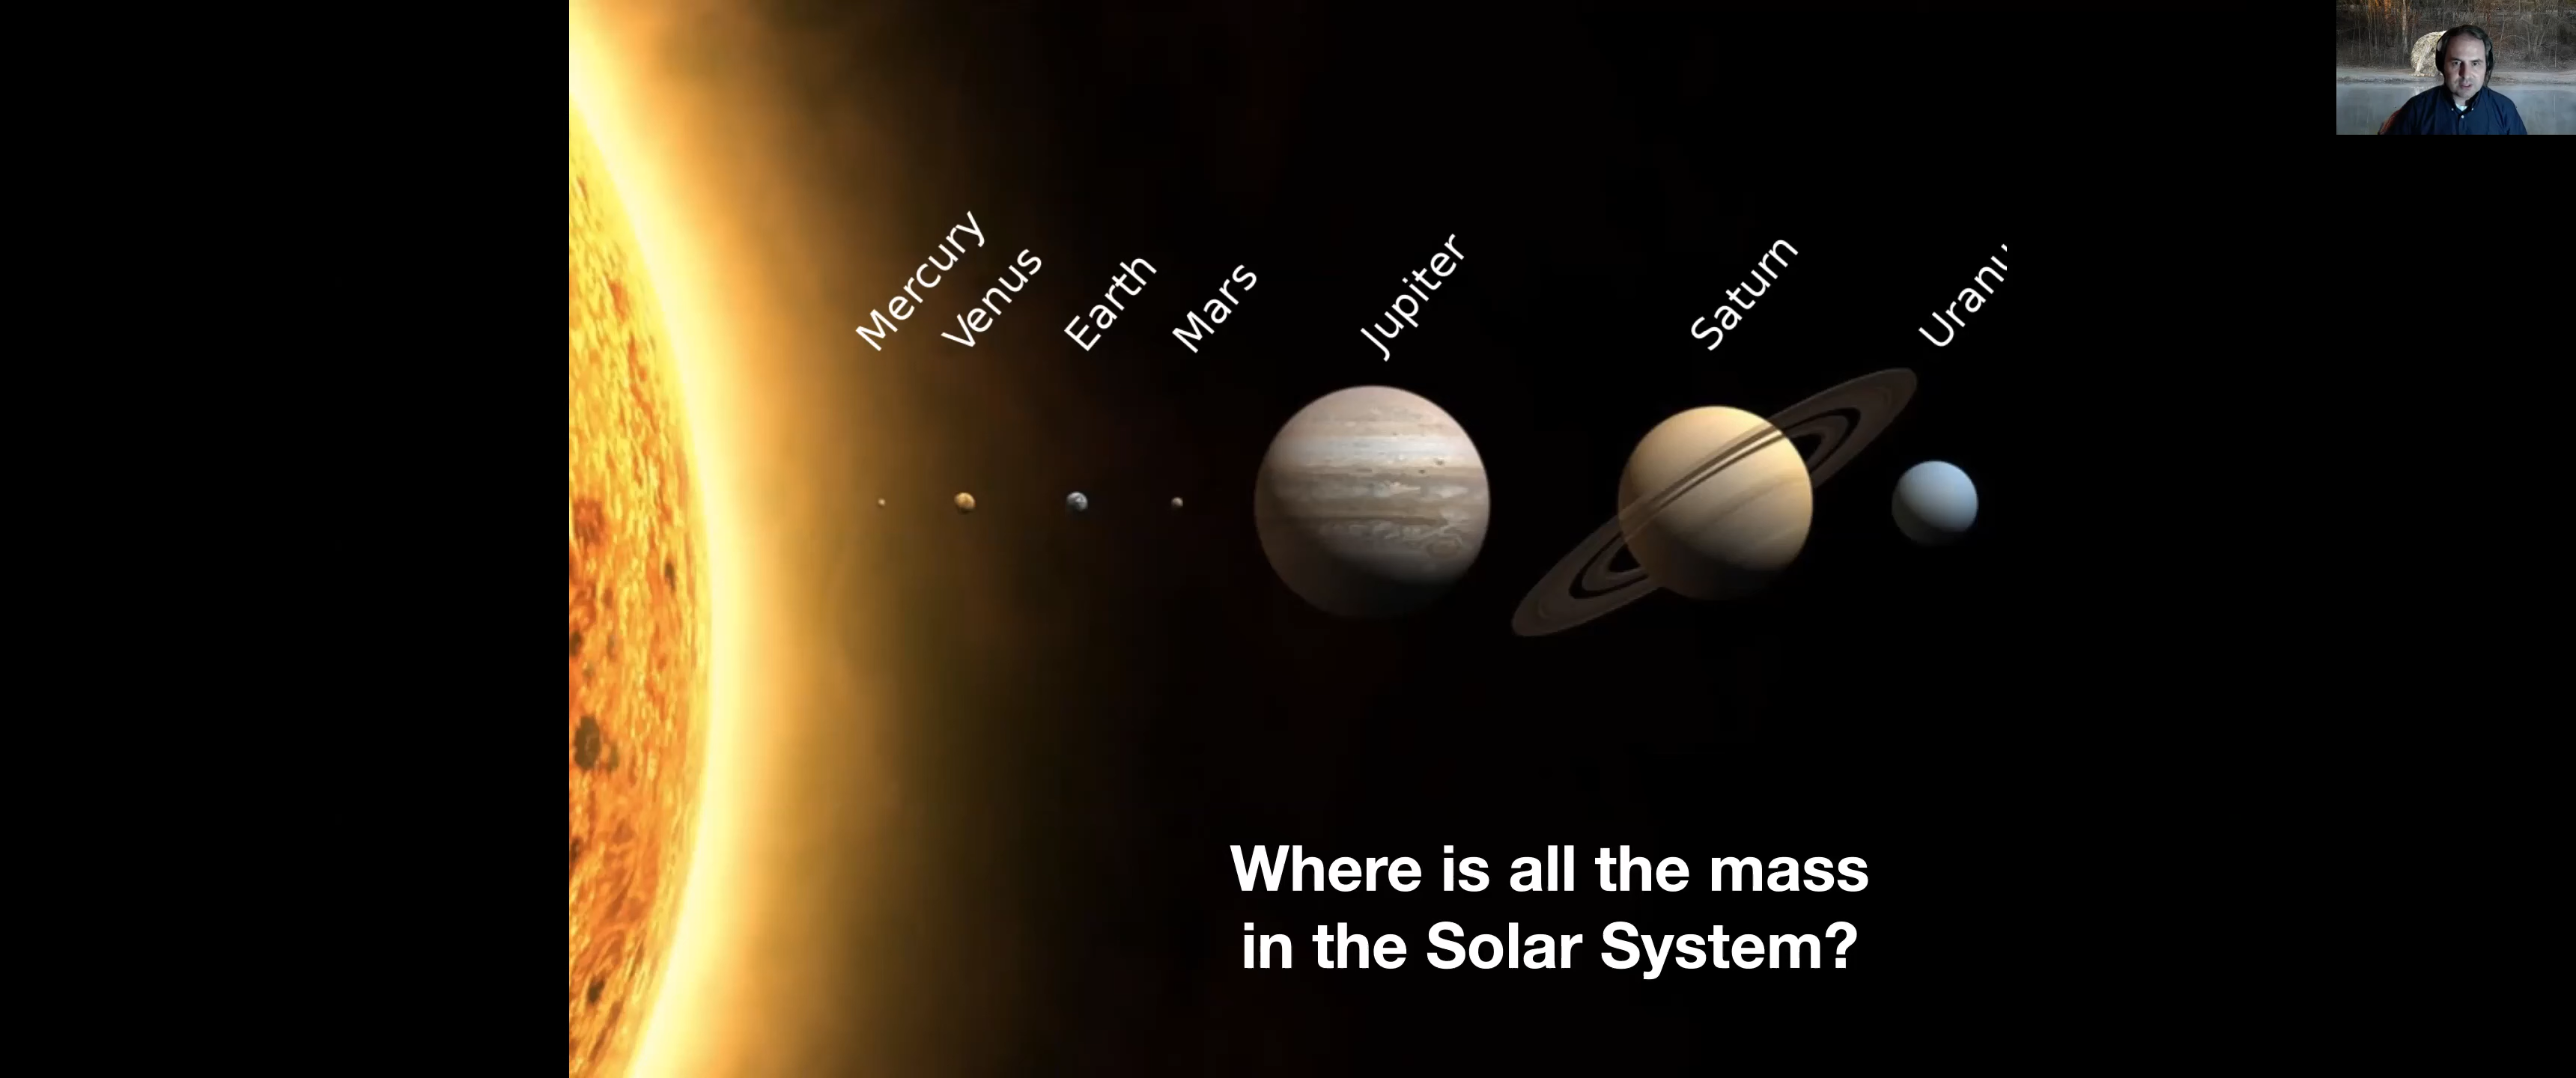 Mercury
Venus
Earth
Mars
Jupiter
Saturn
Where is all the mass
in the Solar System?